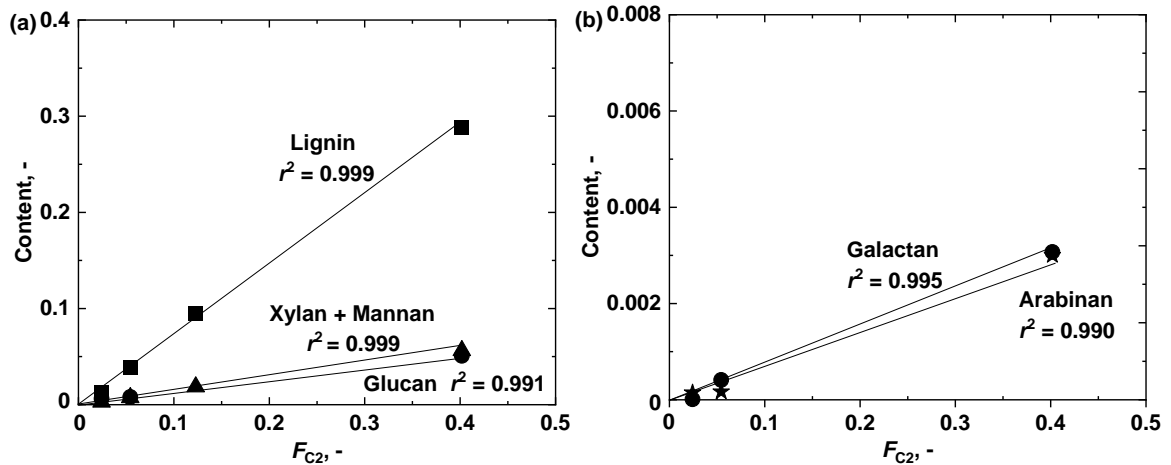 (a)
0.4
0.3
0.2
0.1
0
Content, -
Lignin
r² = 0.999
Xylan + Mannan
r² = 0.999
Glucan r² = 0.991
0 0.1 0.2 0.3 0.4 0.5
F_C2, -
(b)
0.008
0.006
0.004
0.002
0
Content, -
Galactan
r² = 0.995
Arabinan
r² = 0.990
0 0.1 0.2 0.3 0.4 0.5
F_C2, -